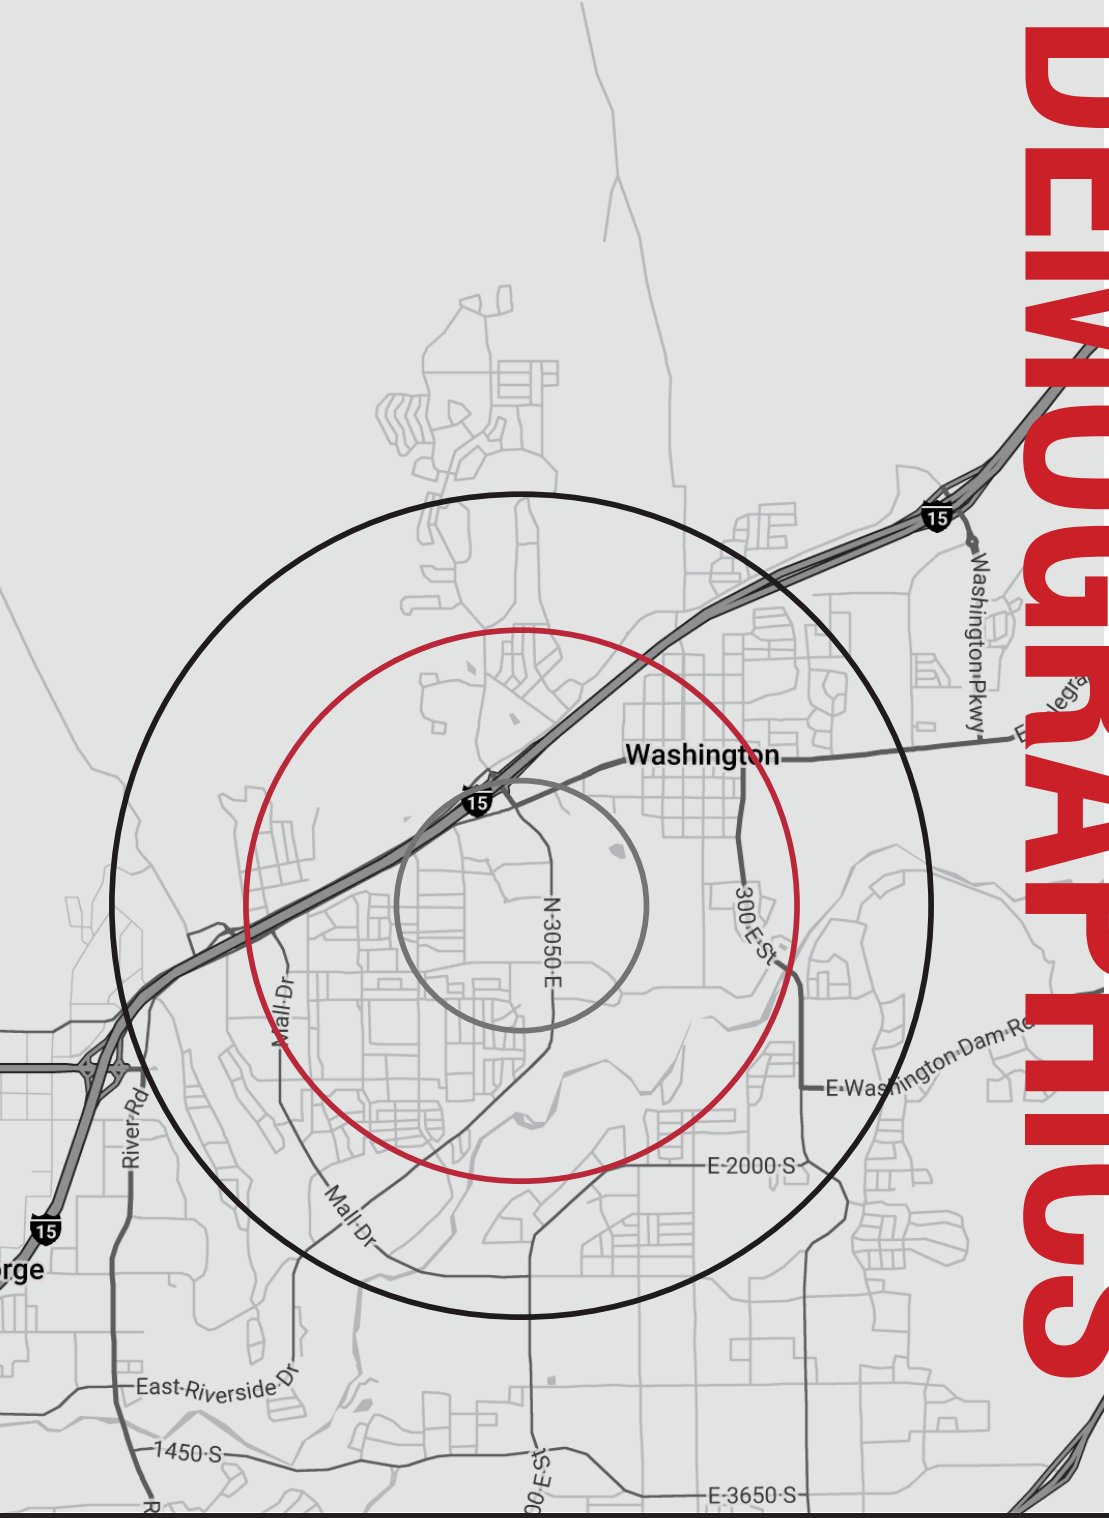 DEMOGRAPHICS
15
Washington Pkwy
Washington
15
N 3050 E
300 E St
Mall Dr
E Washington Dam Rd
River Rd
E 2000 S
Mall Dr
15
East Riverside Dr
1450 S
E 3650 S